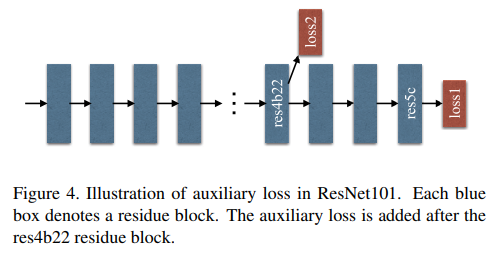 loss2
res4b22
res5c
loss1
Figure 4. Illustration of auxiliary loss in ResNet101. Each blue
box denotes a residue block. The auxiliary loss is added after the
res4b22 residue block.